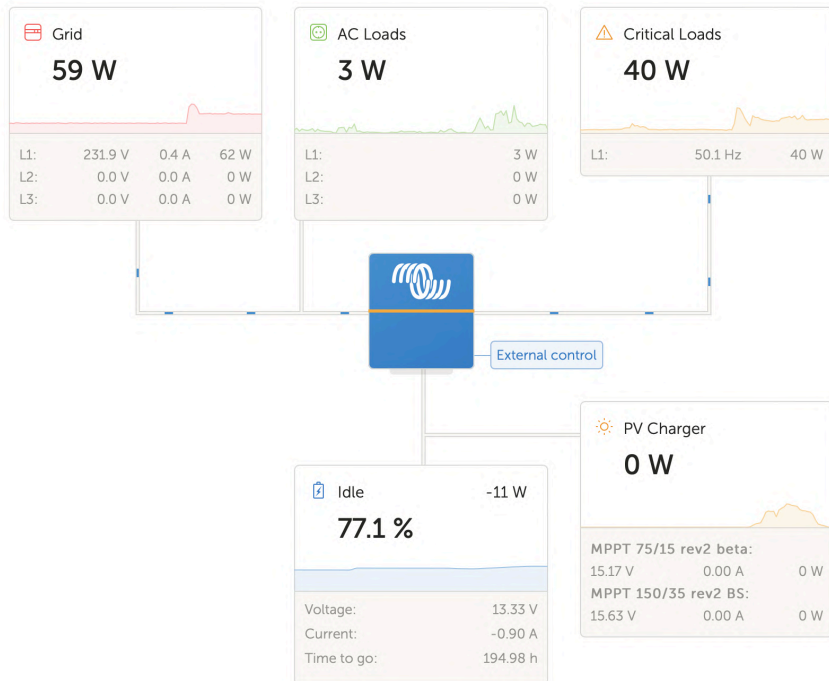 Grid
59 W
L1: 231.9 V 0.4 A 62 W
L2: 0.0 V 0.0 A 0 W
L3: 0.0 V 0.0 A 0 W
AC Loads
3 W
L1: 3 W
L2: 0 W
L3: 0 W
Critical Loads
40 W
L1: 50.1 Hz 40 W
External control
Idle -11 W
77.1 %
Voltage: 13.33 V
Current: -0.90 A
Time to go: 194.98 h
PV Charger
0 W
MPPT 75/15 rev2 beta:
15.17 V 0.00 A 0 W
MPPT 150/35 rev2 BS:
15.63 V 0.00 A 0 W